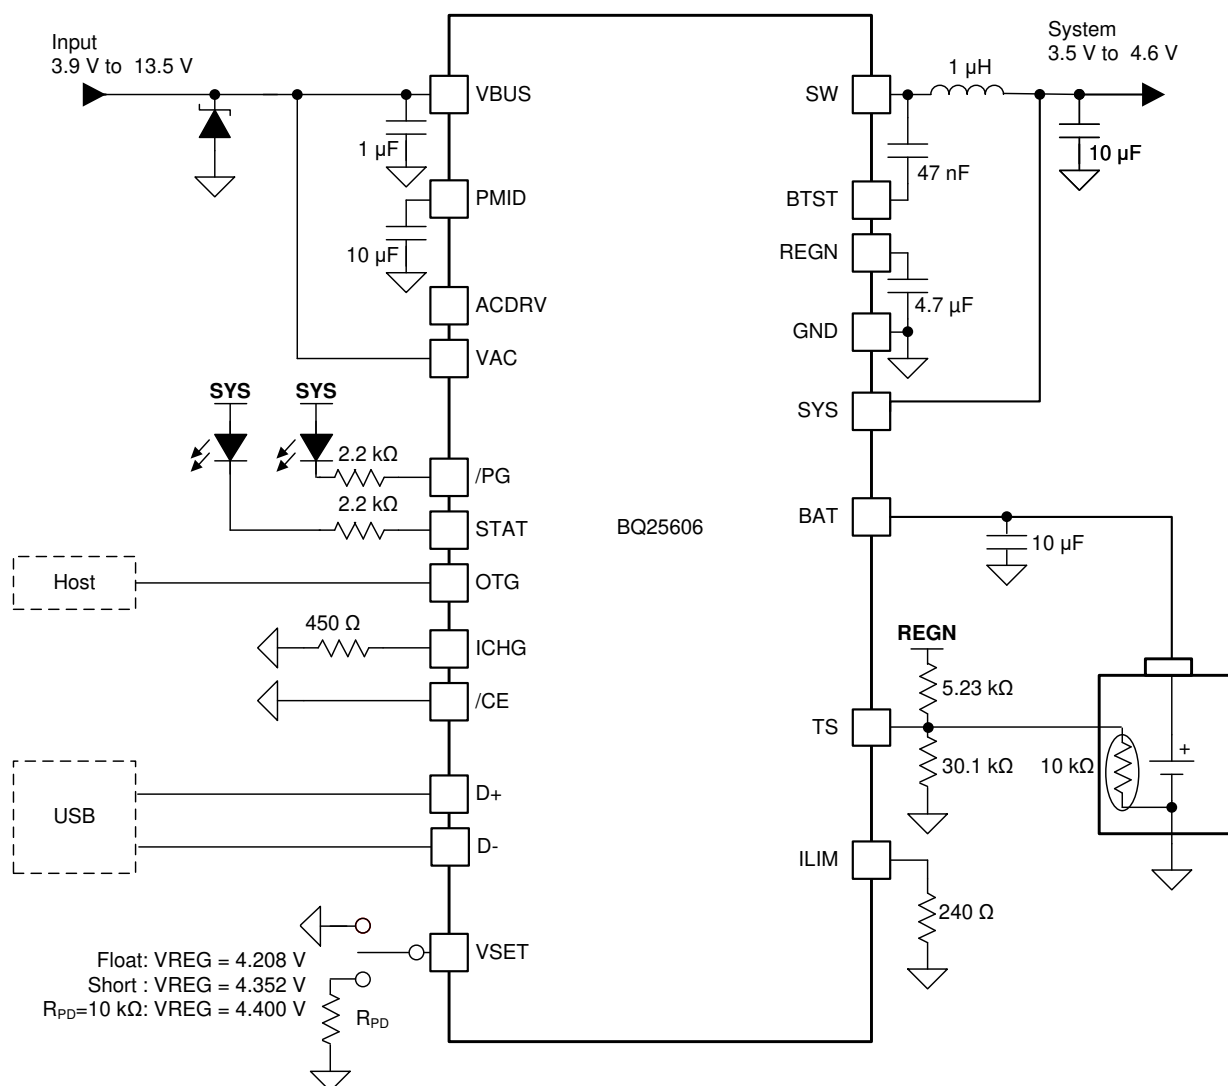 Input
3.9 V to 13.5 V
System
3.5 V to 4.6 V
VBUS
SW
1 µH
1 µF
10 µF
47 nF
PMID
BTST
10 µF
REGN
4.7 µF
ACDRV
GND
VAC
SYS
SYS
SYS
2.2 kΩ
/PG
2.2 kΩ
STAT
BQ25606
BAT
10 µF
Host
OTG
450 Ω
ICHG
REGN
5.23 kΩ
/CE
TS
30.1 kΩ
10 kΩ
+
USB
D+
D-
ILIM
240 Ω
VSET
Float: VREG = 4.208 V
Short : VREG = 4.352 V
RPD=10 kΩ: VREG = 4.400 V
RPD